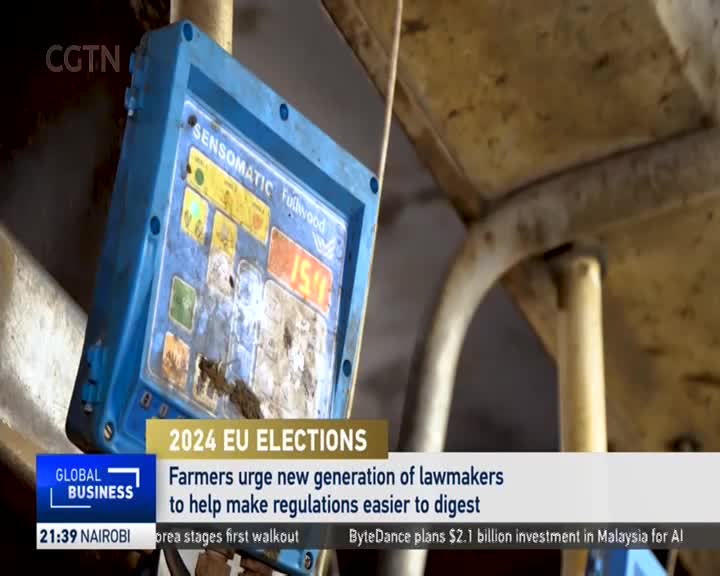 CGTN
SENSOMATIC
Fullwood
15.4
2024 EU ELECTIONS
GLOBAL
BUSINESS
Farmers urge new generation of lawmakers
to help make regulations easier to digest
21:39 NAIROBI
orea stages first walkout ByteDance plans $2.1 billion investment in Malaysia for AI